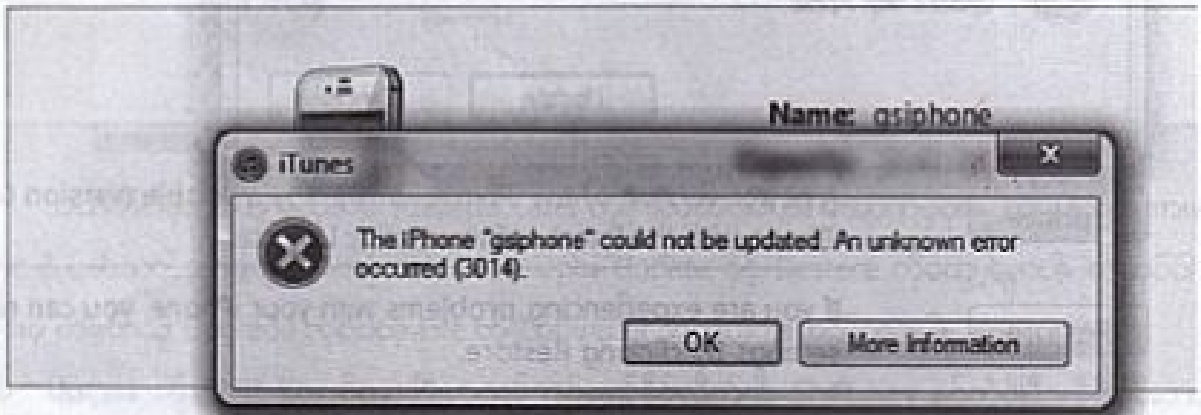 Name: gsiphone
iTunes
x
The iPhone "gsiphone" could not be updated. An unknown error
occurred (3014).
If you are experiencing problems with your iPhone, you can
Restore.
OK
More Information